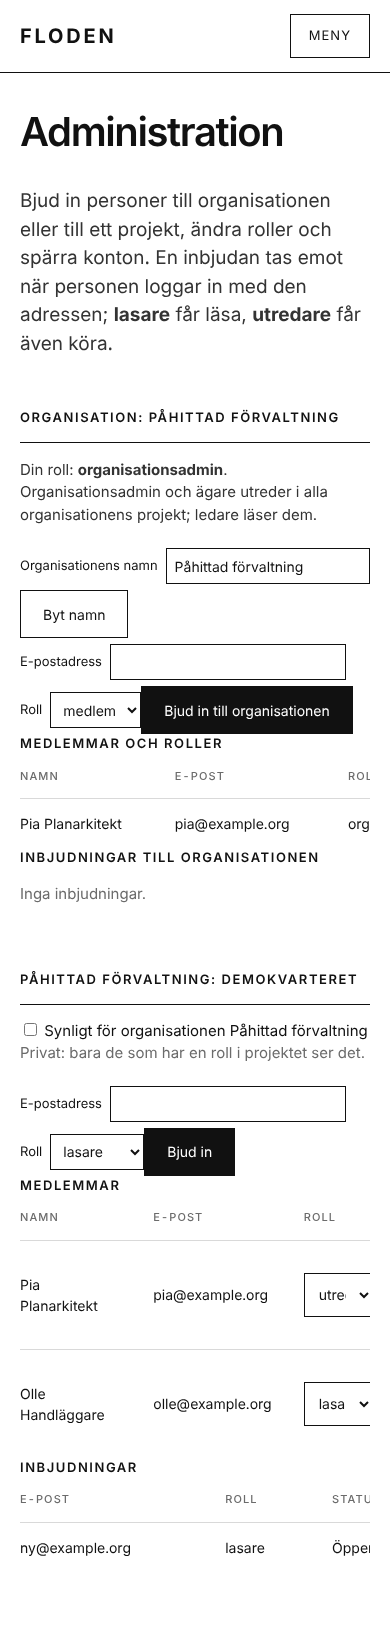 FLODEN
MENY
Administration
Bjud in personer till organisationen
eller till ett projekt, ändra roller och
spärra konton. En inbjudan tas emot
när personen loggar in med den
adressen; lasare får läsa, utredare får
även köra.
ORGANISATION: PÅHITTAD FÖRVALTNING
Din roll: organisationsadmin.
Organisationsadmin och ägare utreder i alla
organisationens projekt; ledare läser dem.
Organisationens namn Påhittad förvaltning
Byt namn
E-postadress
Roll medlem Bjud in till organisationen
MEDLEMMAR OCH ROLLER
NAMN E-POST ROL
Pia Planarkitekt pia@example.org org
INBJUDNINGAR TILL ORGANISATIONEN
Inga inbjudningar.
PÅHITTAD FÖRVALTNING: DEMOKVARTERET
Synligt för organisationen Påhittad förvaltning
Privat: bara de som har en roll i projektet ser det.
E-postadress
Roll lasare Bjud in
MEDLEMMAR
NAMN E-POST ROLL
Pia
Planarkitekt pia@example.org utre
Olle
Handläggare olle@example.org lasa
INBJUDNINGAR
E-POST ROLL STATU
ny@example.org lasare Öppen